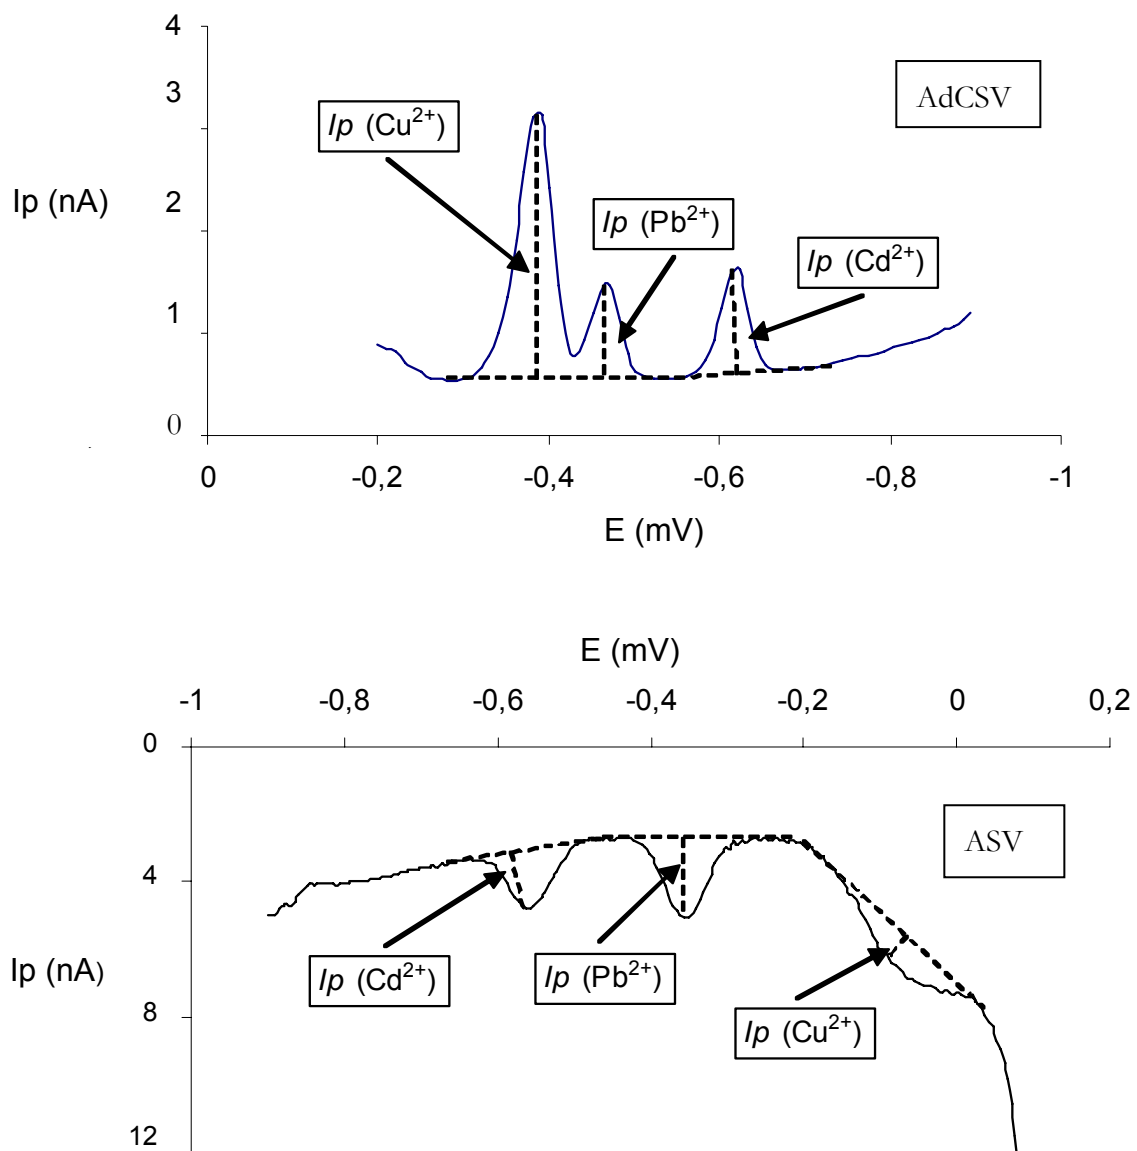 4
AdCSV
3
Ip (Cu²⁺)
Ip (nA)
2
Ip (Pb²⁺)
Ip (Cd²⁺)
1
0
0 -0,2 -0,4 -0,6 -0,8 -1
E (mV)
E (mV)
-1 -0,8 -0,6 -0,4 -0,2 0 0,2
0
ASV
4
Ip (nA)
Ip (Cd²⁺)
Ip (Pb²⁺)
Ip (Cu²⁺)
8
12